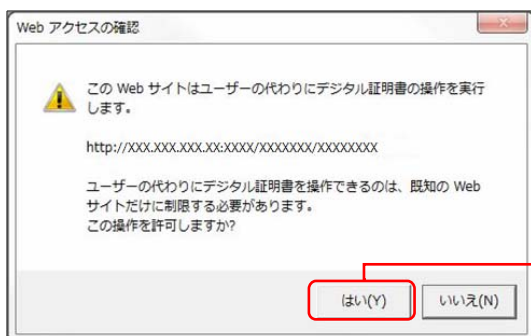 Web アクセスの確認
この Web サイトはユーザーの代わりにデジタル証明書の操作を実行
します。
http://XXX.XXX.XXX.XX:XXXX/XXXXXXX/XXXXXXXX
ユーザーの代わりにデジタル証明書を操作できるのは、既知の Web
サイトだけに制限する必要があります。
この操作を許可しますか?
はい(Y) いいえ(N)